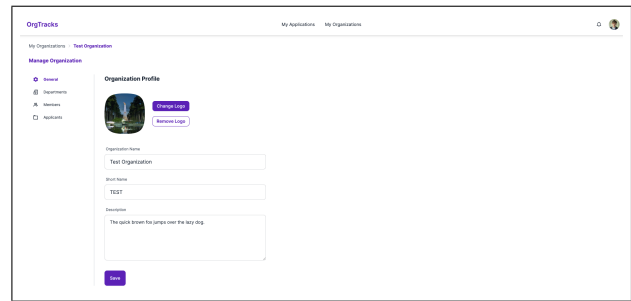 OrgTracks
My Applications
My Organizations
My Organizations / Test Organization
Manage Organization
General
Departments
Members
Applicants
Organization Profile
Change Logo
Remove Logo
Organization Name
Test Organization
Short Name
TEST
Description
The quick brown fox jumps over the lazy dog.
Save